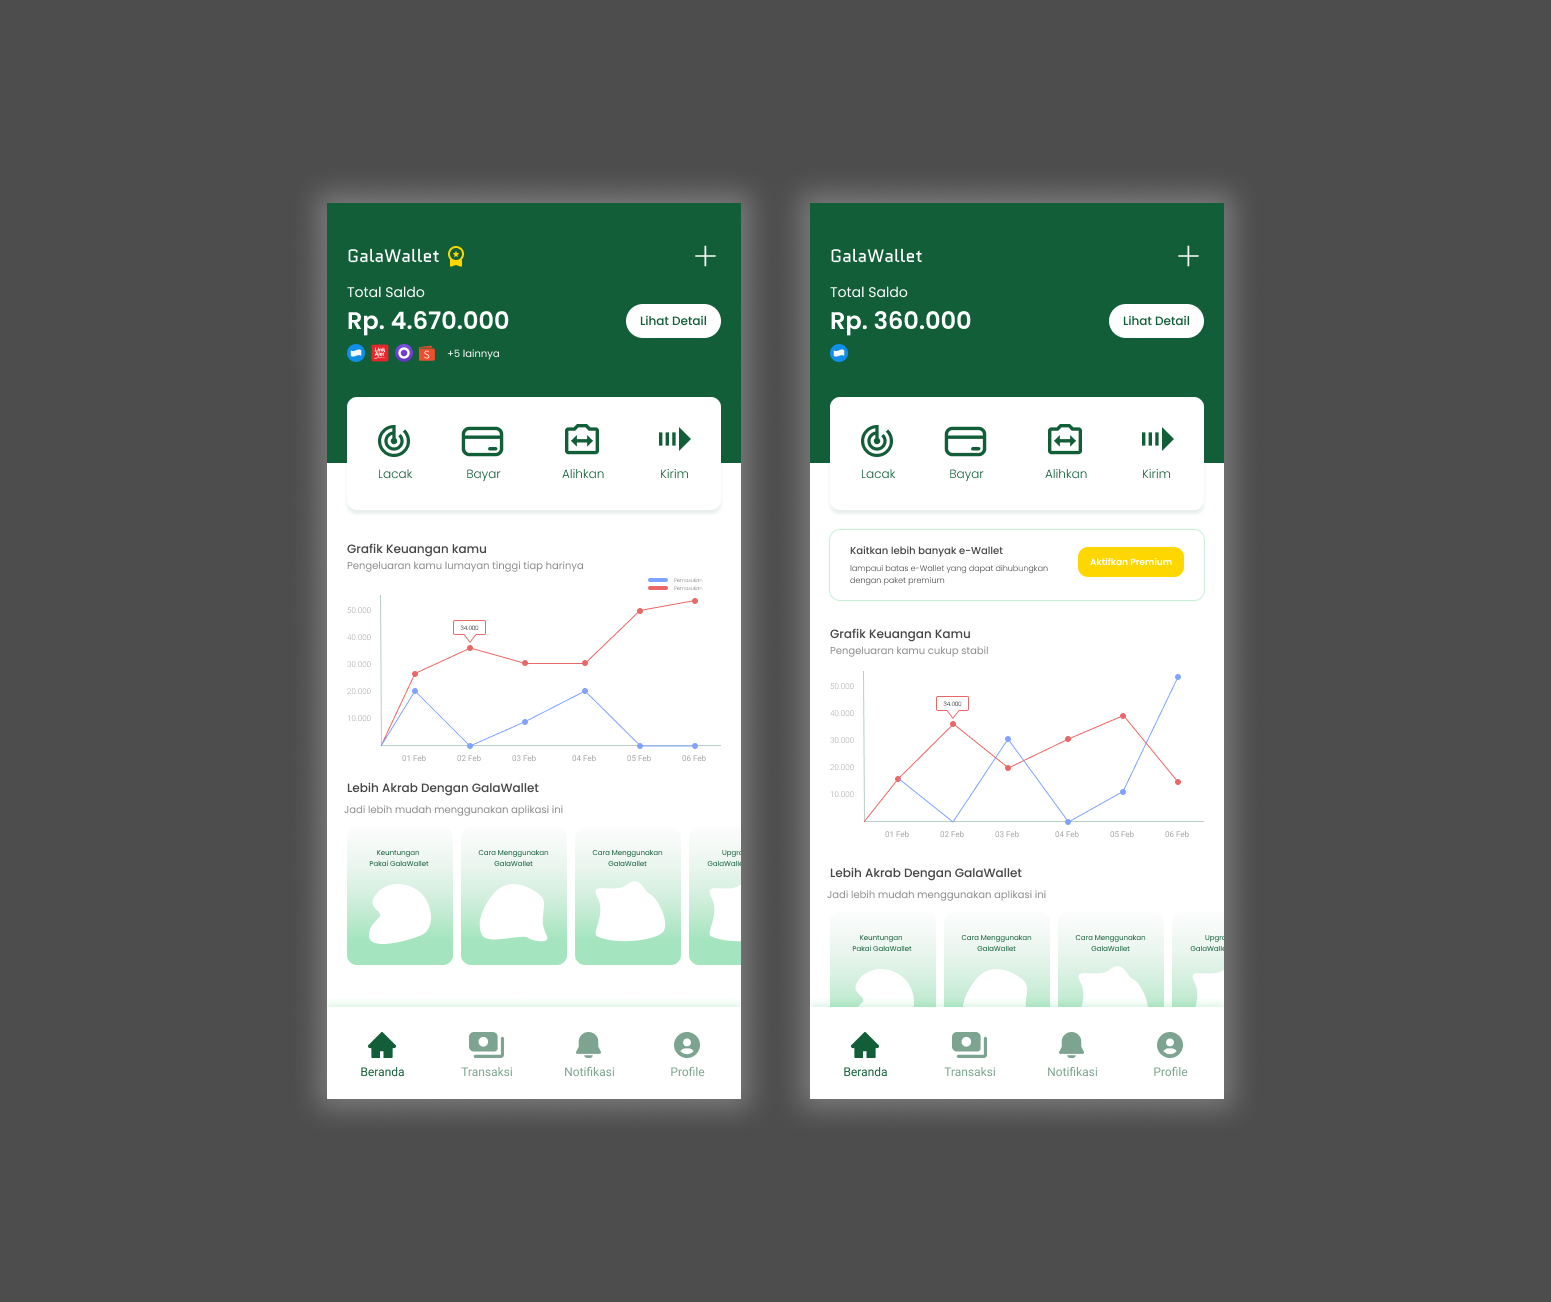 GalaWallet
Total Saldo
Rp. 4.670.000
Lihat Detail
+5 lainnya
Lacak
Bayar
Alihkan
Kirim
Grafik Keuangan kamu
Pengeluaran kamu lumayan tinggi tiap harinya
Pemasukan
Pemasukan
50.000
40.000
30.000
20.000
10.000
34.000
01 Feb
02 Feb
03 Feb
04 Feb
05 Feb
06 Feb
Lebih Akrab Dengan GalaWallet
Jadi lebih mudah menggunakan aplikasi ini
Keuntungan
Pakai GalaWallet
Cara Menggunakan
GalaWallet
Cara Menggunakan
GalaWallet
Upgra
GalaWalle
Beranda
Transaksi
Notifikasi
Profile
GalaWallet
Total Saldo
Rp. 360.000
Lihat Detail
Lacak
Bayar
Alihkan
Kirim
Kaitkan lebih banyak e-Wallet
lampaui batas e-Wallet yang dapat dihubungkan
dengan paket premium
Aktifkan Premium
Grafik Keuangan Kamu
Pengeluaran kamu cukup stabil
50.000
40.000
30.000
20.000
10.000
34.000
01 Feb
02 Feb
03 Feb
04 Feb
05 Feb
06 Feb
Lebih Akrab Dengan GalaWallet
Jadi lebih mudah menggunakan aplikasi ini
Keuntungan
Pakai GalaWallet
Cara Menggunakan
GalaWallet
Cara Menggunakan
GalaWallet
Upgra
GalaWalle
Beranda
Transaksi
Notifikasi
Profile